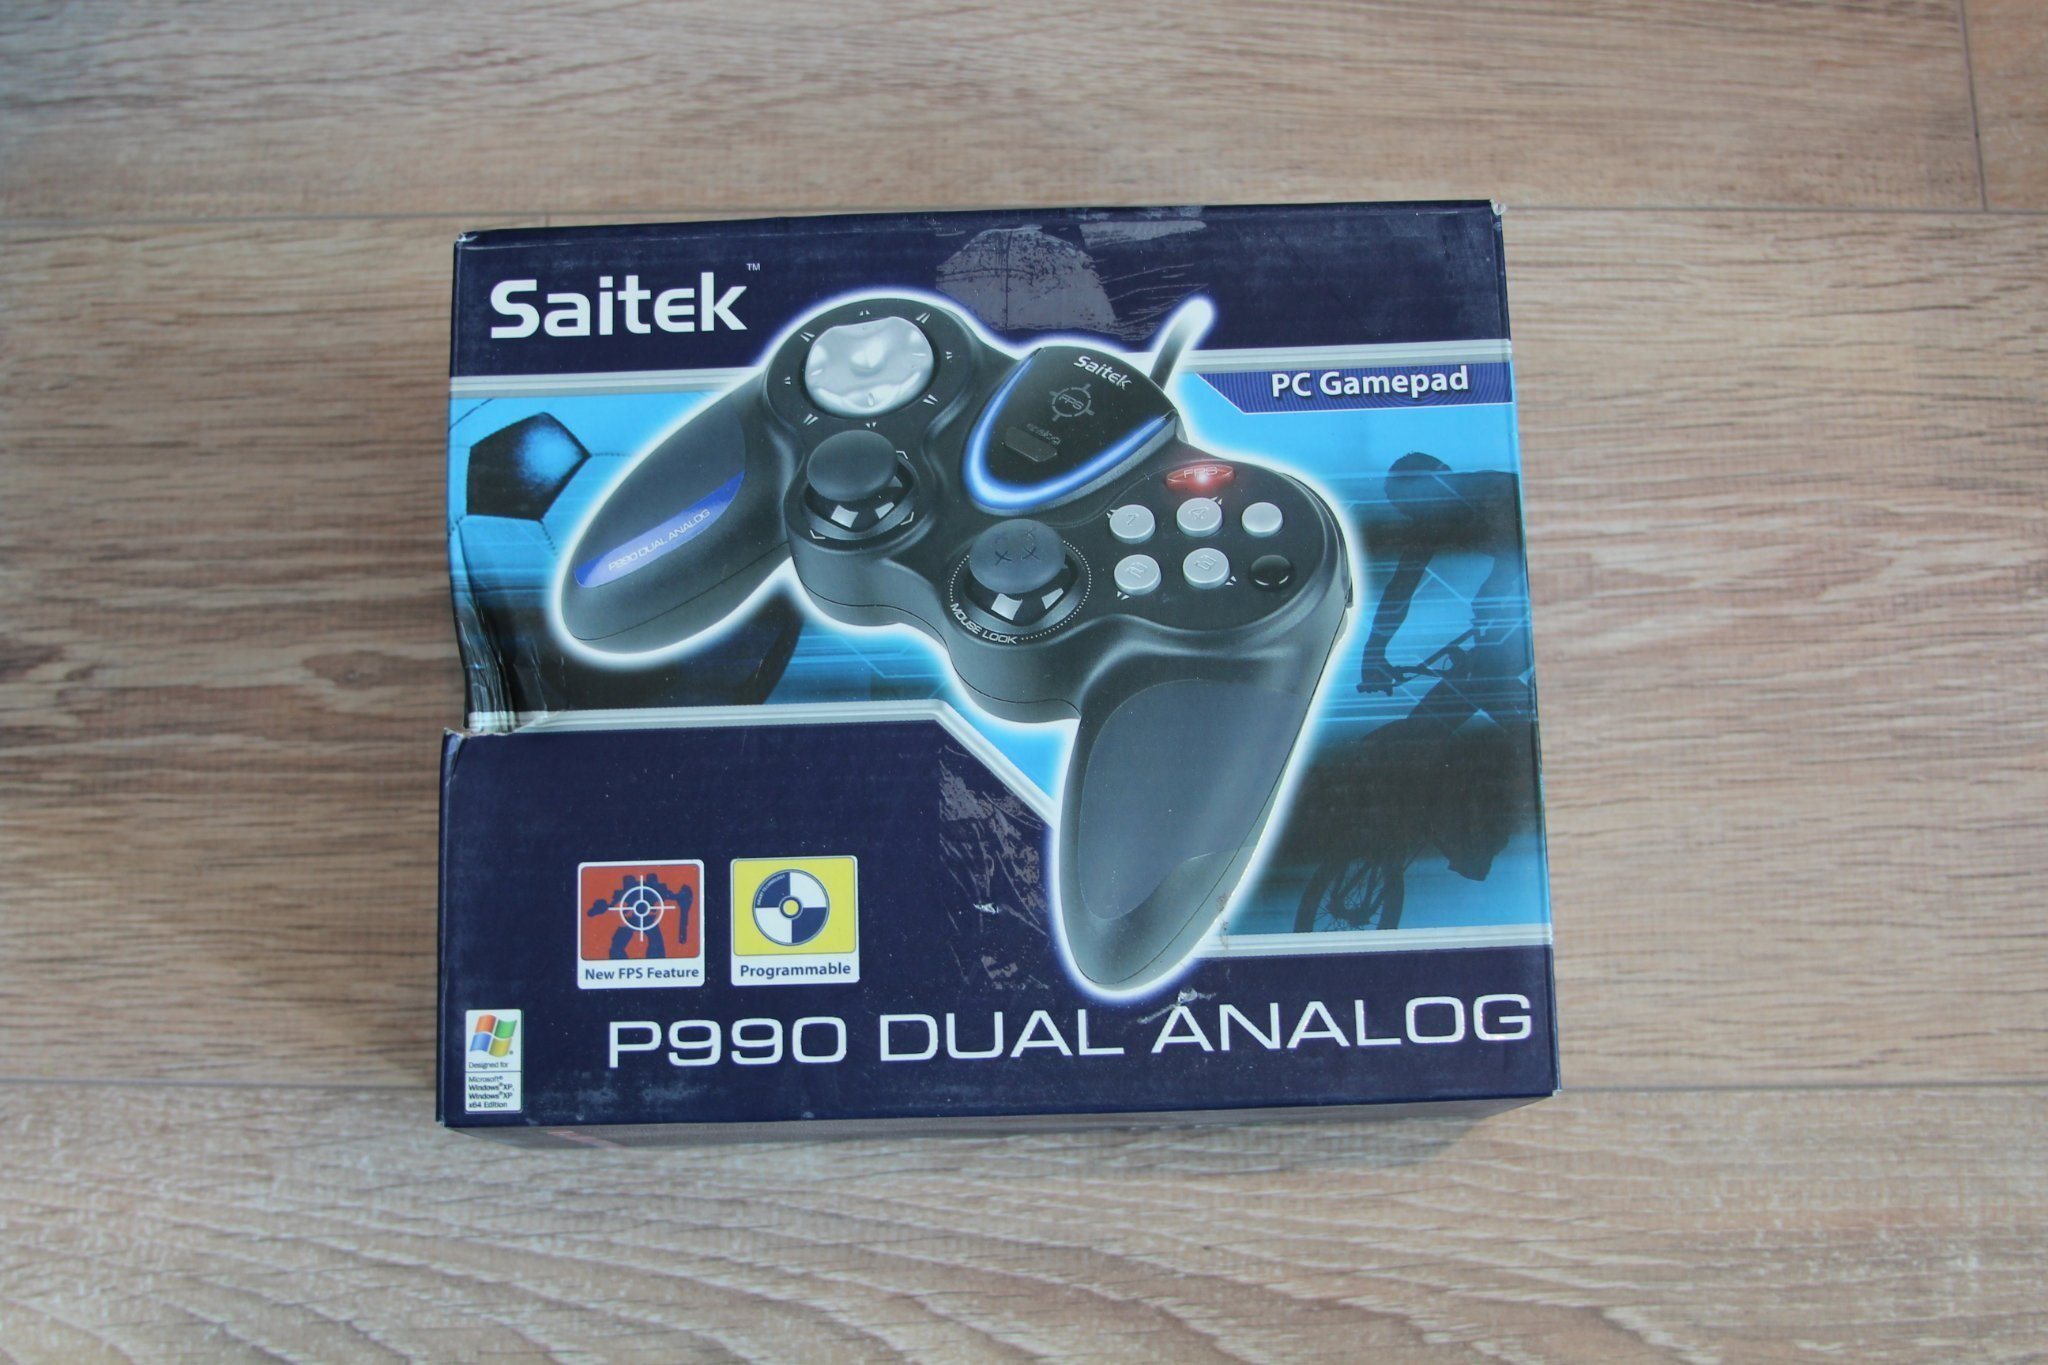 Saitek™
PC Gamepad
Saitek
FPS
FPS
P990 DUAL ANALOG
MOUSE LOOK
New FPS Feature
Programmable
P990 DUAL ANALOG
Designed for
Microsoft®
Windows®XP,
Windows®XP
x64 Edition